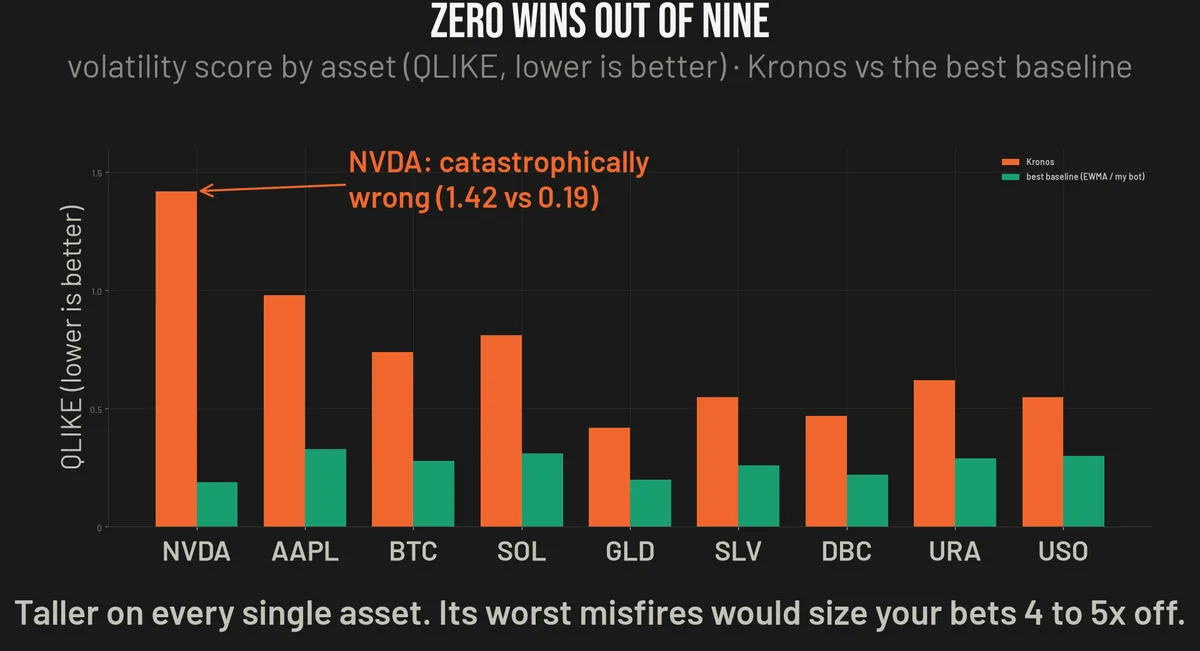 ZERO WINS OUT OF NINE
volatility score by asset (QLIKE, lower is better) · Kronos vs the best baseline
NVDA: catastrophically
wrong (1.42 vs 0.19)
Kronos
best baseline (EWMA / my bot)
QLIKE (lower is better)
1.5
1.0
0.5
0
NVDA AAPL BTC SOL GLD SLV DBC URA USO
Taller on every single asset. Its worst misfires would size your bets 4 to 5x off.